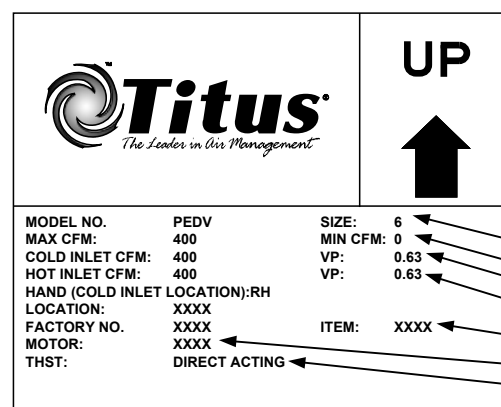 UP
Titus
The Leader in Air Management
MODEL NO. PEDV SIZE: 6
MAX CFM: 400 MIN CFM: 0
COLD INLET CFM: 400 VP: 0.63
HOT INLET CFM: 400 VP: 0.63
HAND (COLD INLET LOCATION):RH
LOCATION: XXXX
FACTORY NO. XXXX ITEM: XXXX
MOTOR: XXXX
THST: DIRECT ACTING